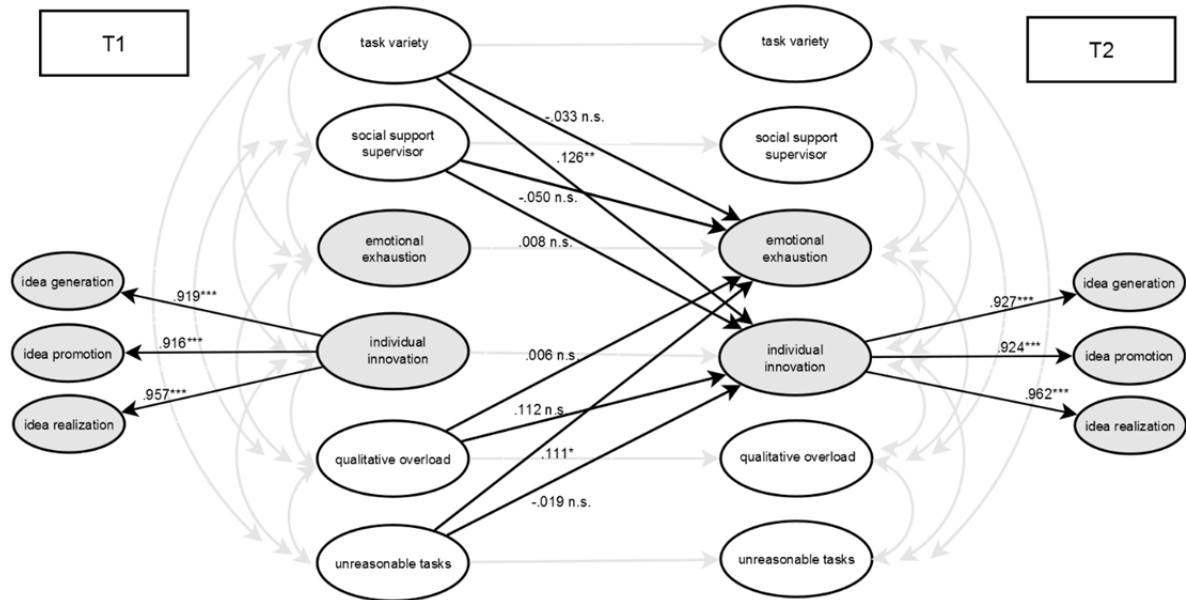 T1
task variety
task variety
T2
social support
supervisor
social support
supervisor
-.033 n.s.
.126**
-.050 n.s.
.008 n.s.
emotional
exhaustion
emotional
exhaustion
idea generation
.919***
idea promotion
.916***
idea realization
.957***
individual
innovation
individual
innovation
.927***
idea generation
.924***
idea promotion
.962***
idea realization
.006 n.s.
.112 n.s.
.111*
-.019 n.s.
qualitative overload
qualitative overload
unreasonable tasks
unreasonable tasks